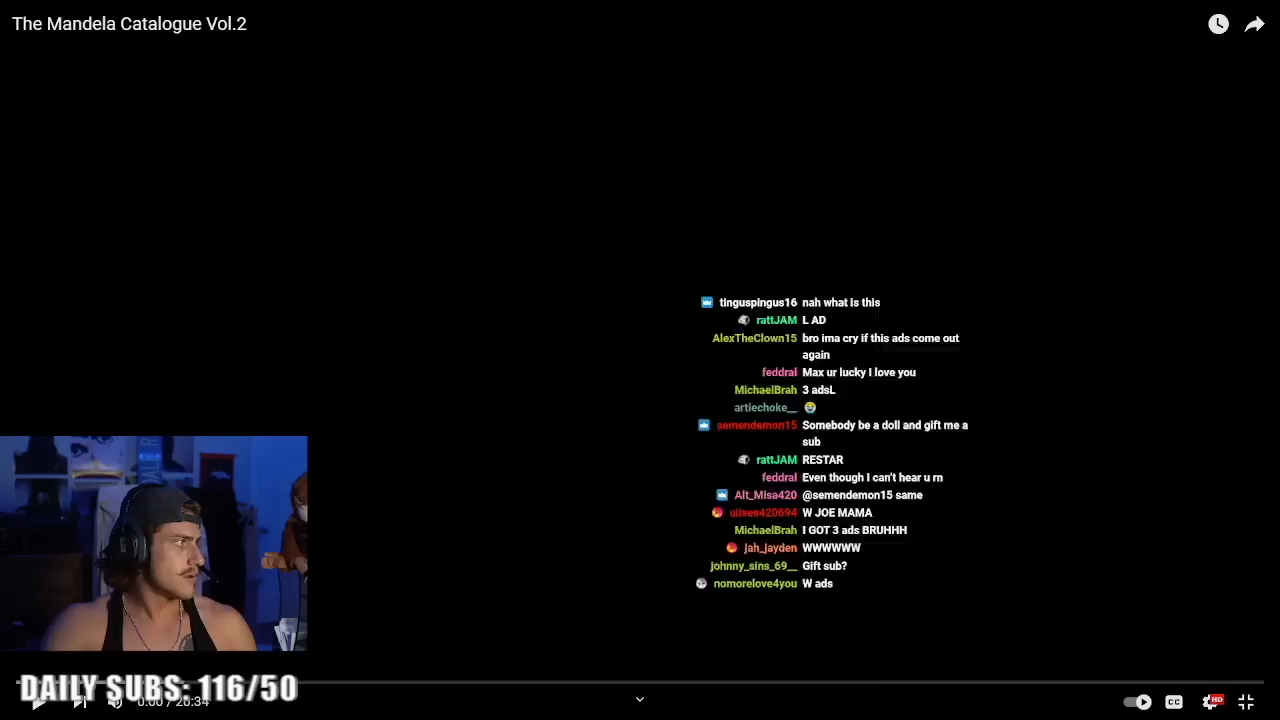 The Mandela Catalogue Vol.2
tinguspingus16 nah what is this
rattJAM L AD
AlexTheClown15 bro ima cry if this ads come out
again
feddral Max ur lucky I love you
MichaelBrah 3 adsL
artiechoke__ 😭
semendemon15 Somebody be a doll and gift me a
sub
rattJAM RESTAR
feddral Even though I can't hear u rn
Alt_Misa420 @semendemon15 same
ulises420694 W JOE MAMA
MichaelBrah I GOT 3 ads BRUHHH
jah_jayden WWWWWW
johnny_sins_69__ Gift sub?
nomorelove4you W ads
DAILY SUBS: 116/50
0:00 / 20:34
CC
HD